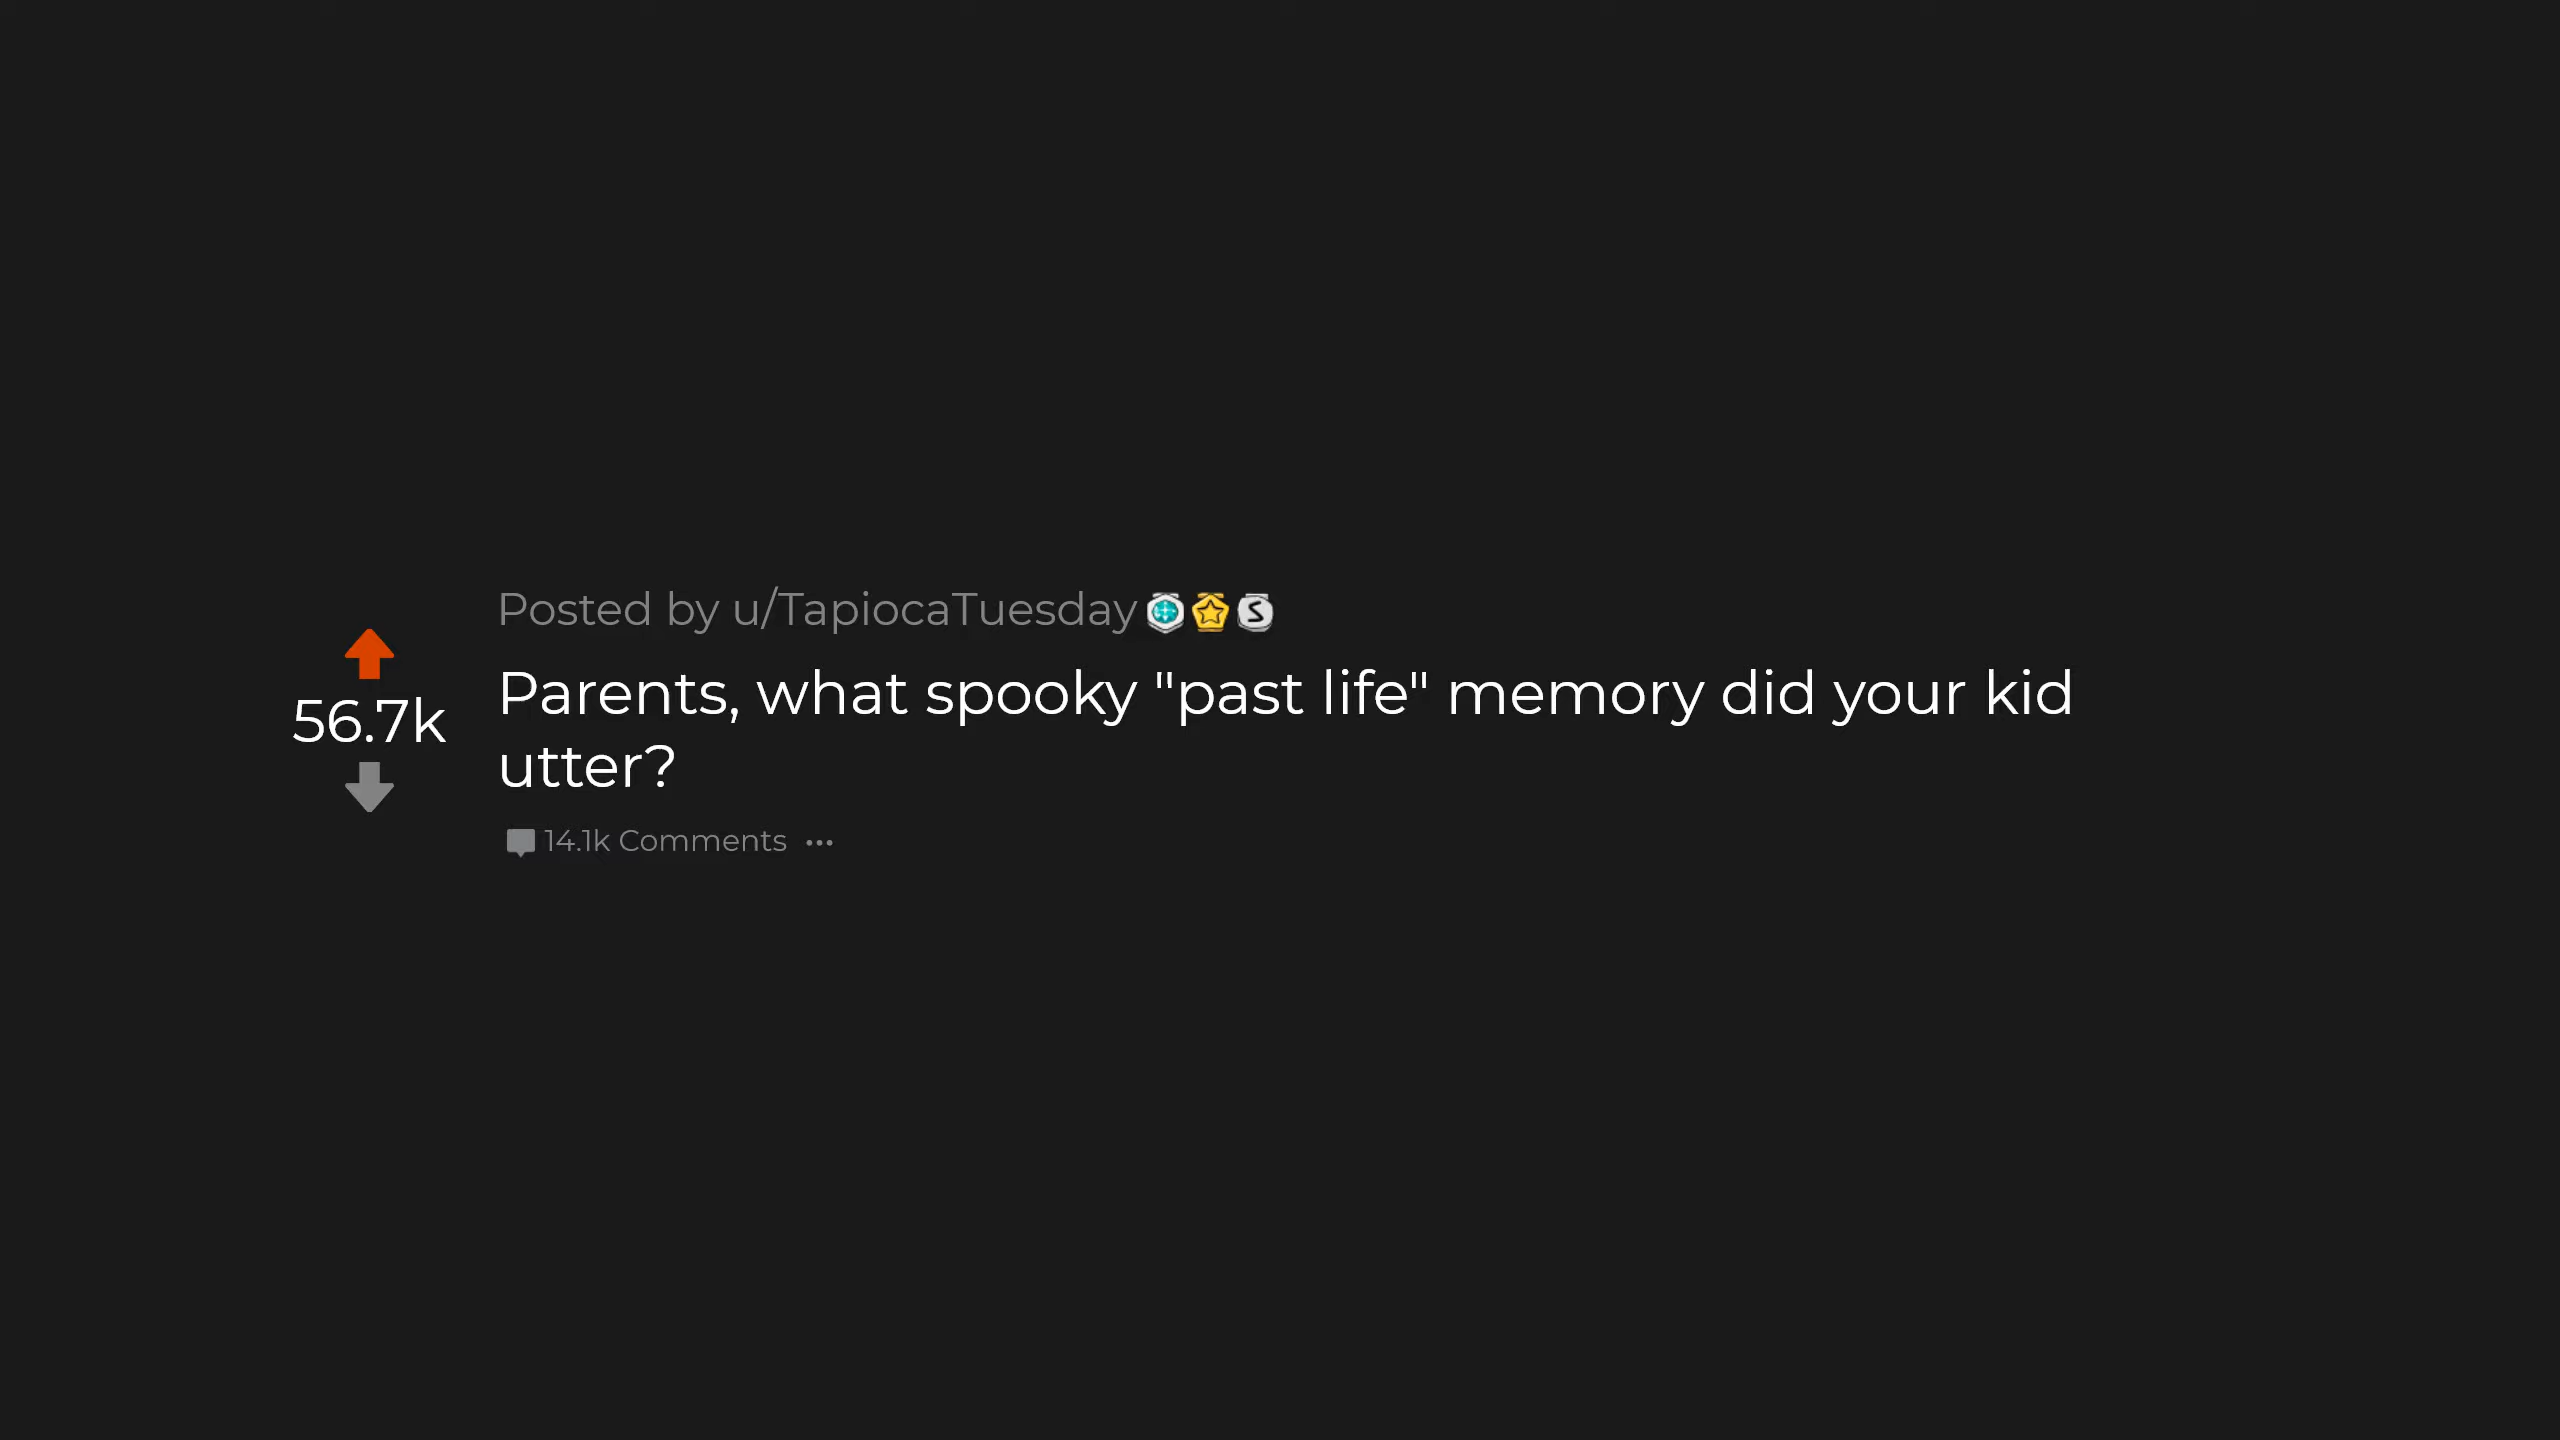 Posted by u/TapiocaTuesday
56.7k
Parents, what spooky "past life" memory did your kid
utter?
14.1k Comments ...